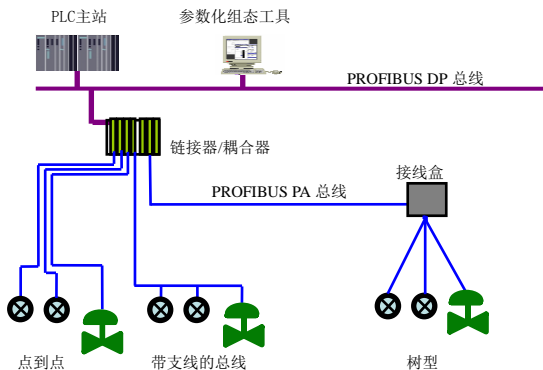 PLC主站
参数化组态工具
PROFIBUS DP 总线
链接器/耦合器
接线盒
PROFIBUS PA 总线
点到点
带支线的总线
树型